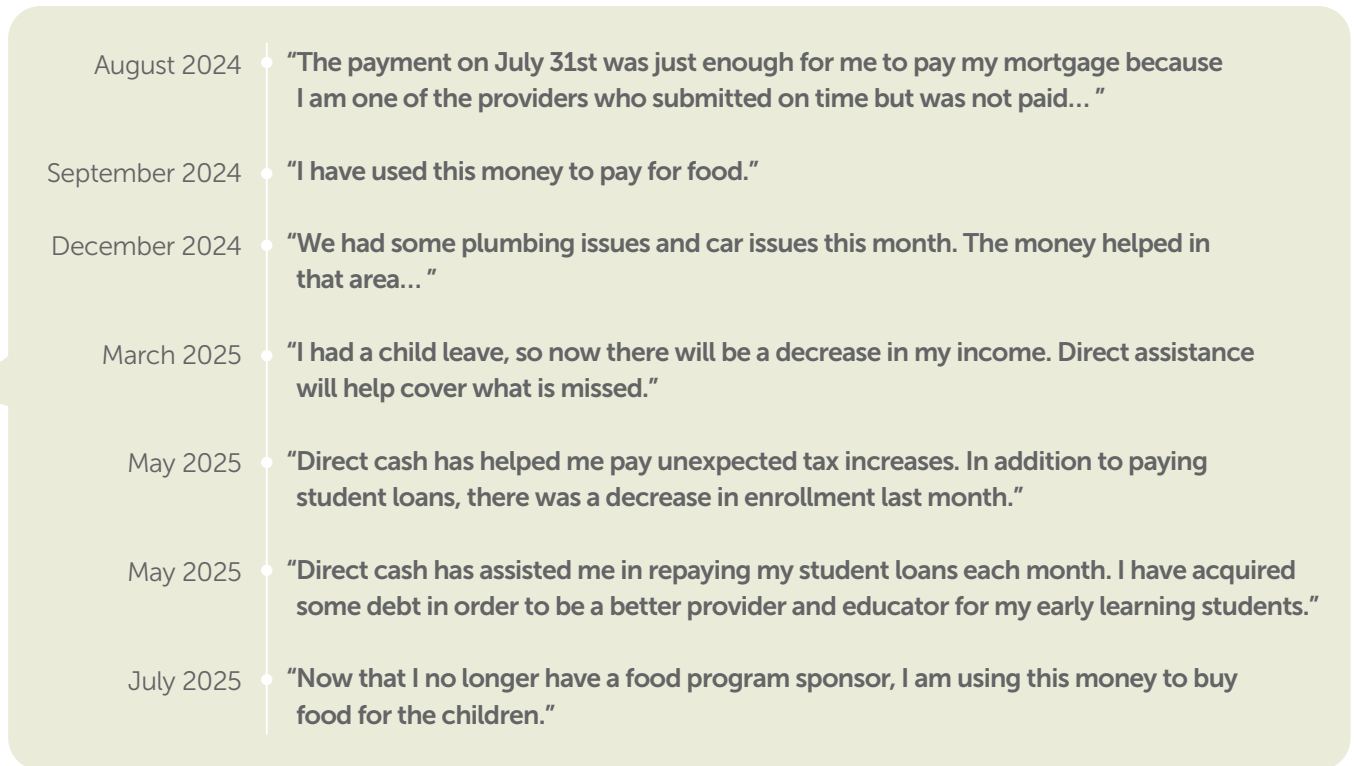 August 2024
“The payment on July 31st was just enough for me to pay my mortgage because
I am one of the providers who submitted on time but was not paid… ”
September 2024
“I have used this money to pay for food.”
December 2024
“We had some plumbing issues and car issues this month. The money helped in
that area… ”
March 2025
“I had a child leave, so now there will be a decrease in my income. Direct assistance
will help cover what is missed.”
May 2025
“Direct cash has helped me pay unexpected tax increases. In addition to paying
student loans, there was a decrease in enrollment last month.”
May 2025
“Direct cash has assisted me in repaying my student loans each month. I have acquired
some debt in order to be a better provider and educator for my early learning students.”
July 2025
“Now that I no longer have a food program sponsor, I am using this money to buy
food for the children.”